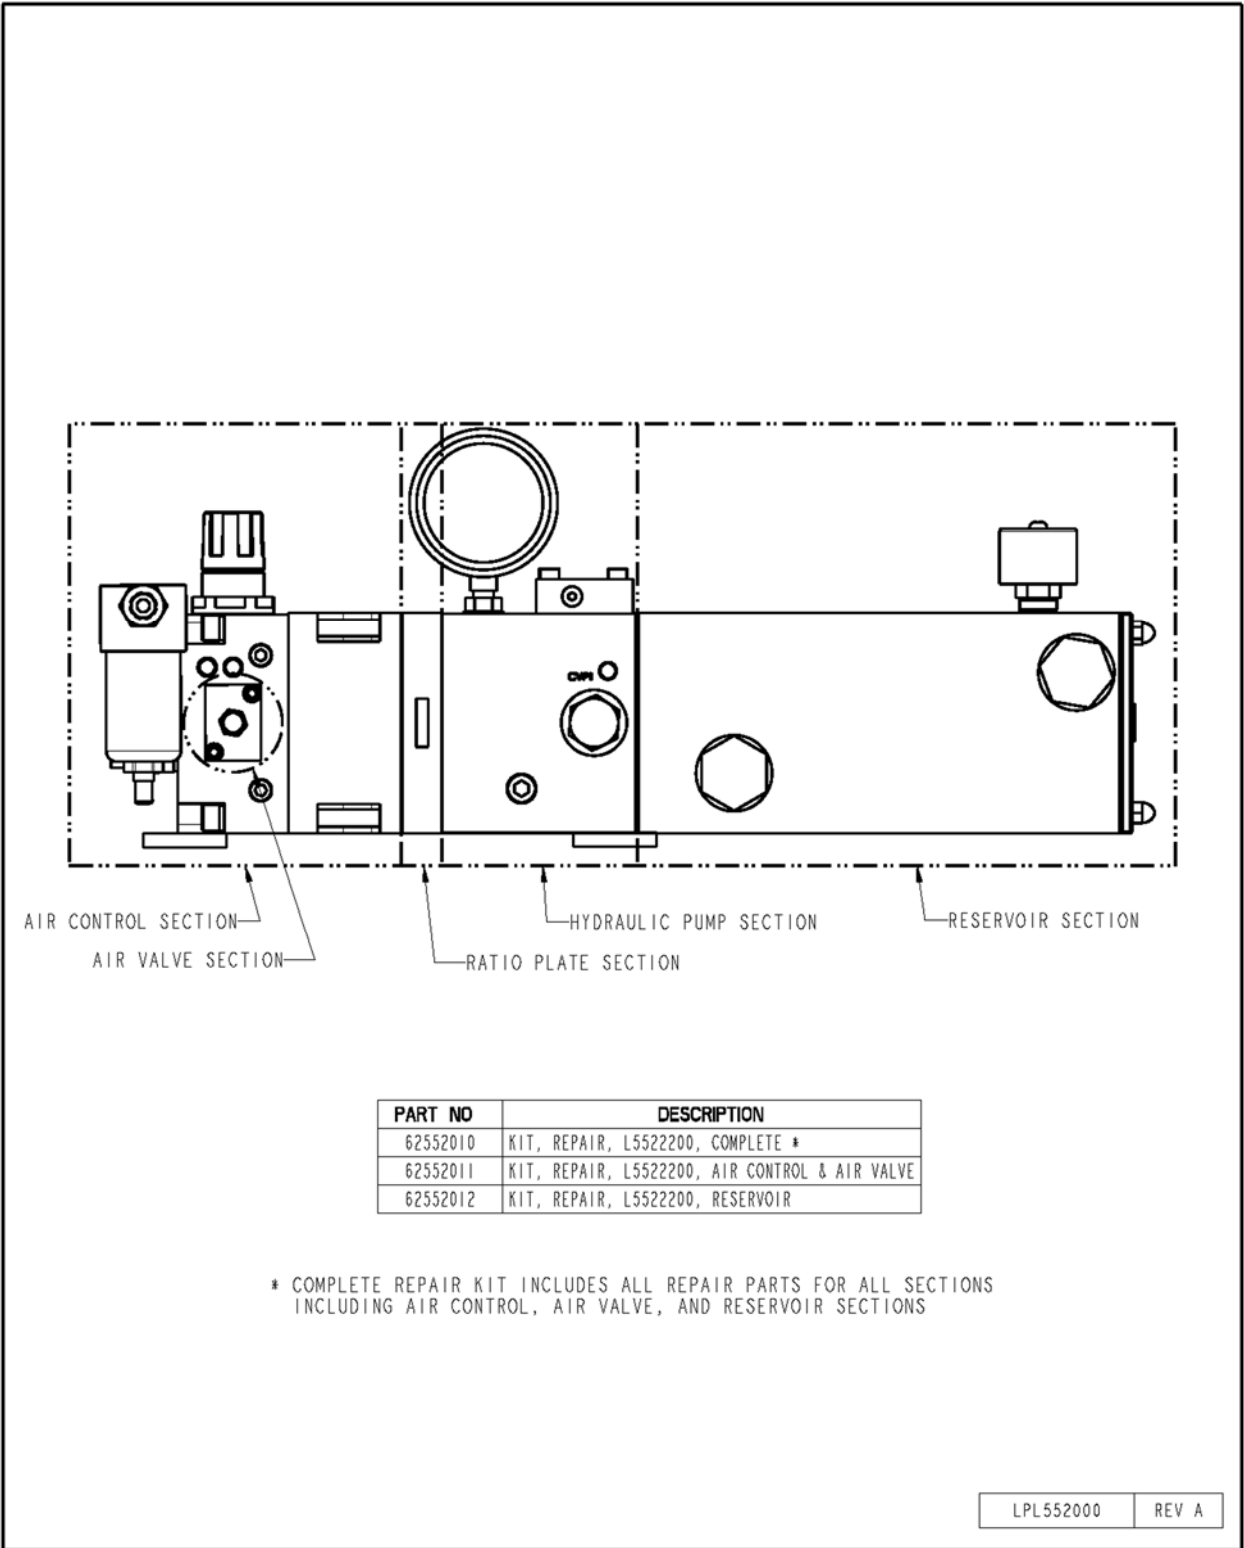 CVP1
AIR CONTROL SECTION
HYDRAULIC PUMP SECTION
RESERVOIR SECTION
AIR VALVE SECTION
RATIO PLATE SECTION
PART NO DESCRIPTION
62552010 KIT, REPAIR, L5522200, COMPLETE *
62552011 KIT, REPAIR, L5522200, AIR CONTROL & AIR VALVE
62552012 KIT, REPAIR, L5522200, RESERVOIR
* COMPLETE REPAIR KIT INCLUDES ALL REPAIR PARTS FOR ALL SECTIONS
INCLUDING AIR CONTROL, AIR VALVE, AND RESERVOIR SECTIONS
LPL552000 REV A